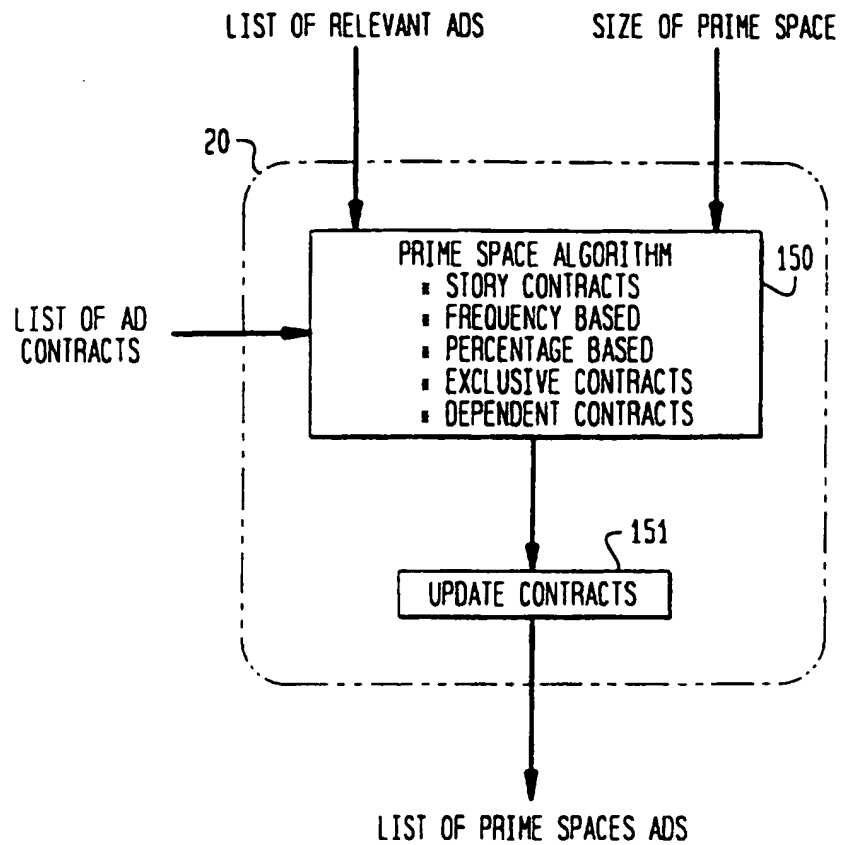 LIST OF RELEVANT ADS
SIZE OF PRIME SPACE
20
PRIME SPACE ALGORITHM
* STORY CONTRACTS
* FREQUENCY BASED
* PERCENTAGE BASED
* EXCLUSIVE CONTRACTS
* DEPENDENT CONTRACTS
150
LIST OF AD
CONTRACTS
151
UPDATE CONTRACTS
LIST OF PRIME SPACES ADS